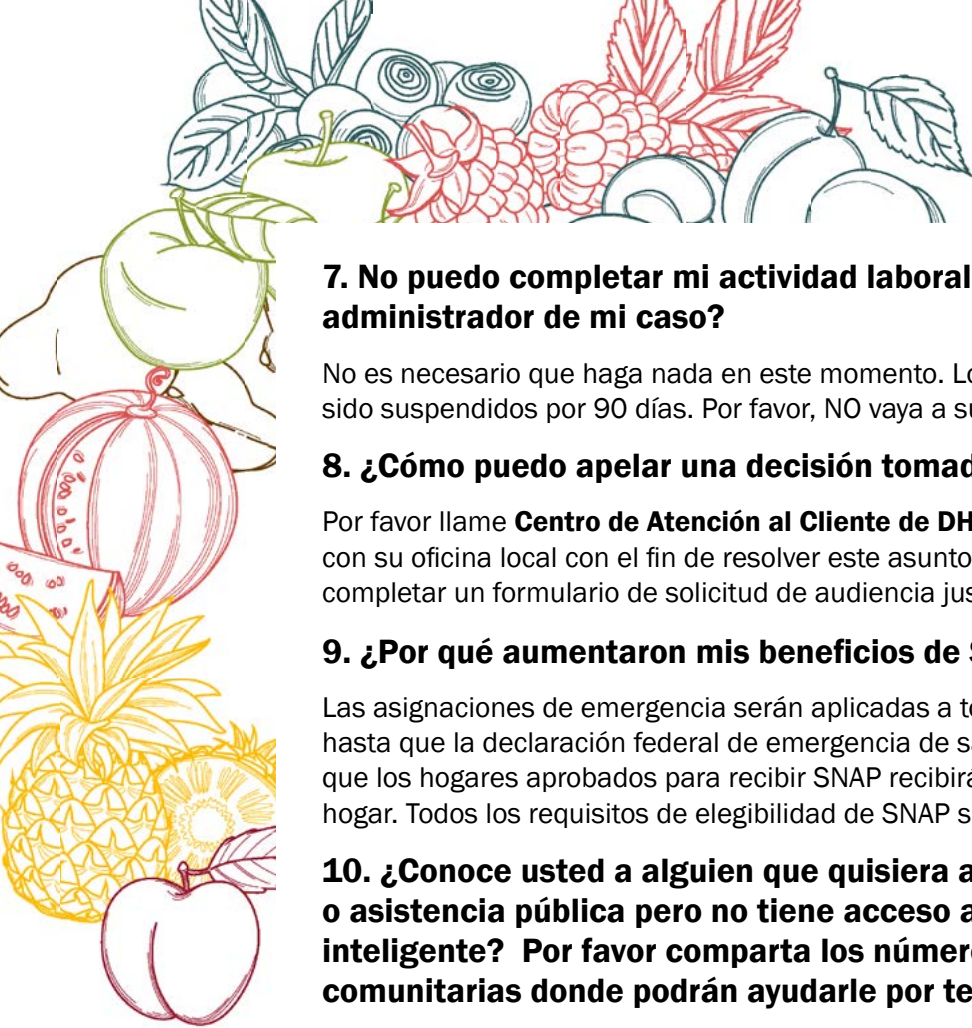 7. No puedo completar mi actividad laboral
administrador de mi caso?
No es necesario que haga nada en este momento. Lo
sido suspendidos por 90 días. Por favor, NO vaya a su
8. ¿Cómo puedo apelar una decisión tomad
Por favor llame Centro de Atención al Cliente de DH
con su oficina local con el fin de resolver este asunto
completar un formulario de solicitud de audiencia jus
9. ¿Por qué aumentaron mis beneficios de S
Las asignaciones de emergencia serán aplicadas a to
hasta que la declaración federal de emergencia de sa
que los hogares aprobados para recibir SNAP recibirá
hogar. Todos los requisitos de elegibilidad de SNAP s
10. ¿Conoce usted a alguien que quisiera a
o asistencia pública pero no tiene acceso a
inteligente?  Por favor comparta los número
comunitarias donde podrán ayudarle por te